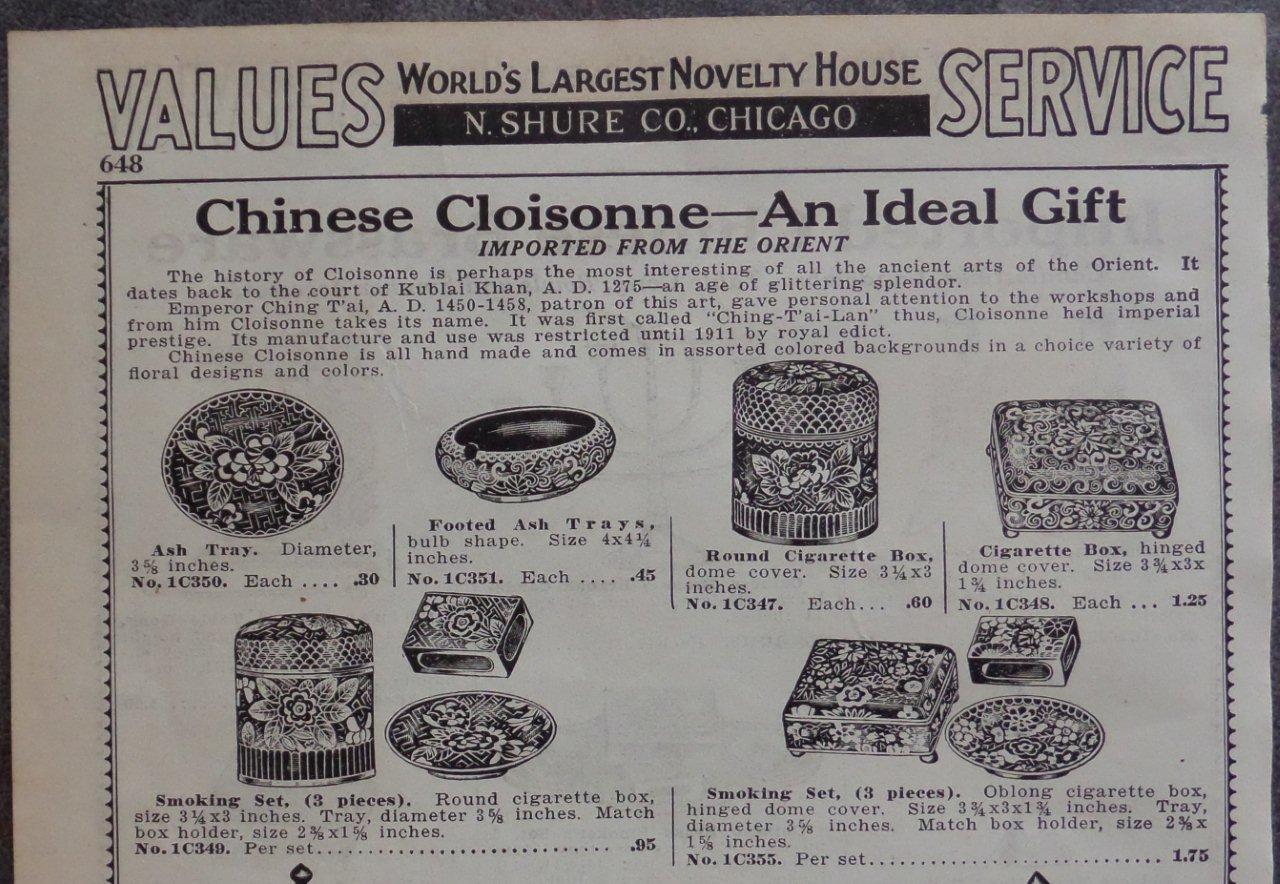 VALUES WORLD'S LARGEST NOVELTY HOUSE SERVICE
N. SHURE CO., CHICAGO
648
Chinese Cloisonne—An Ideal Gift
IMPORTED FROM THE ORIENT
The history of Cloisonne is perhaps the most interesting of all the ancient arts of the Orient. It
dates back to the court of Kublai Khan, A. D. 1275—an age of glittering splendor.
Emperor Ching T'ai, A. D. 1450-1458, patron of this art, gave personal attention to the workshops and
from him Cloisonne takes its name. It was first called "Ching-T'ai-Lan" thus, Cloisonne held imperial
prestige. Its manufacture and use was restricted until 1911 by royal edict.
Chinese Cloisonne is all hand made and comes in assorted colored backgrounds in a choice variety of
floral designs and colors.
Ash Tray. Diameter,
3⅝ inches.
No. 1C350. Each .... .30
Footed Ash Trays,
bulb shape. Size 4x4¼
inches.
No. 1C351. Each .... .45
Round Cigarette Box,
dome cover. Size 3¼x3
inches.
No. 1C347. Each... .60
Cigarette Box, hinged
dome cover. Size 3¾x3x
1¾ inches.
No. 1C348. Each ... 1.25
Smoking Set, (3 pieces). Round cigarette box,
size 3¼x3 inches. Tray, diameter 3⅝ inches. Match
box holder, size 2⅜x1⅝ inches.
No. 1C349. Per set.............................. .95
Smoking Set, (3 pieces). Oblong cigarette box,
hinged dome cover. Size 3¾x3x1¾ inches. Tray,
diameter 3⅝ inches. Match box holder, size 2⅜x
1⅝ inches.
No. 1C355. Per set.............................. 1.75